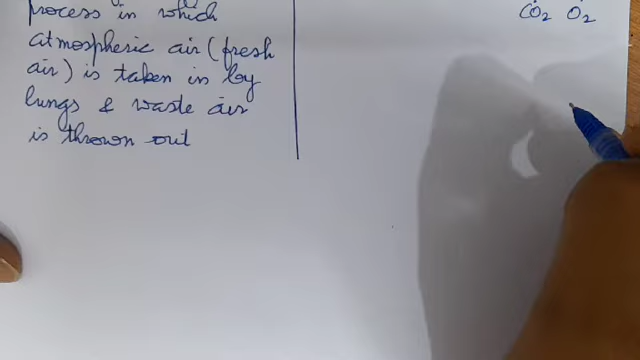 process in which
atmospheric air (fresh
air) is taken in by
lungs & waste air
is thrown out
CO2 O2